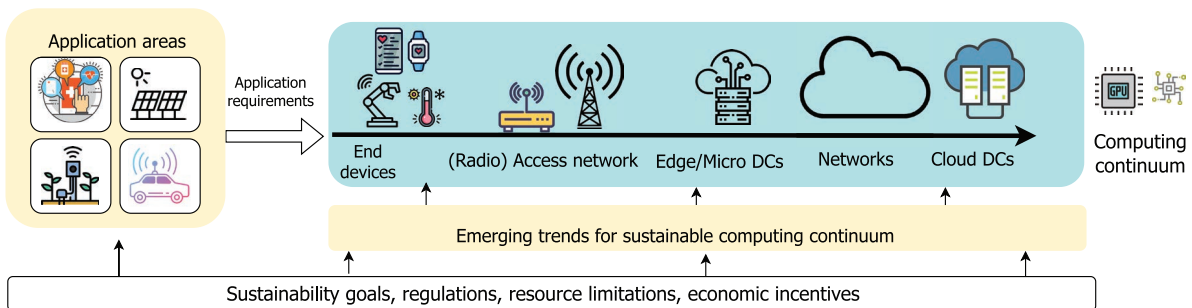 Application areas
Application
requirements
End
devices
(Radio) Access network
Edge/Micro DCs
Networks
Cloud DCs
GPU
Computing
continuum
Emerging trends for sustainable computing continuum
Sustainability goals, regulations, resource limitations, economic incentives